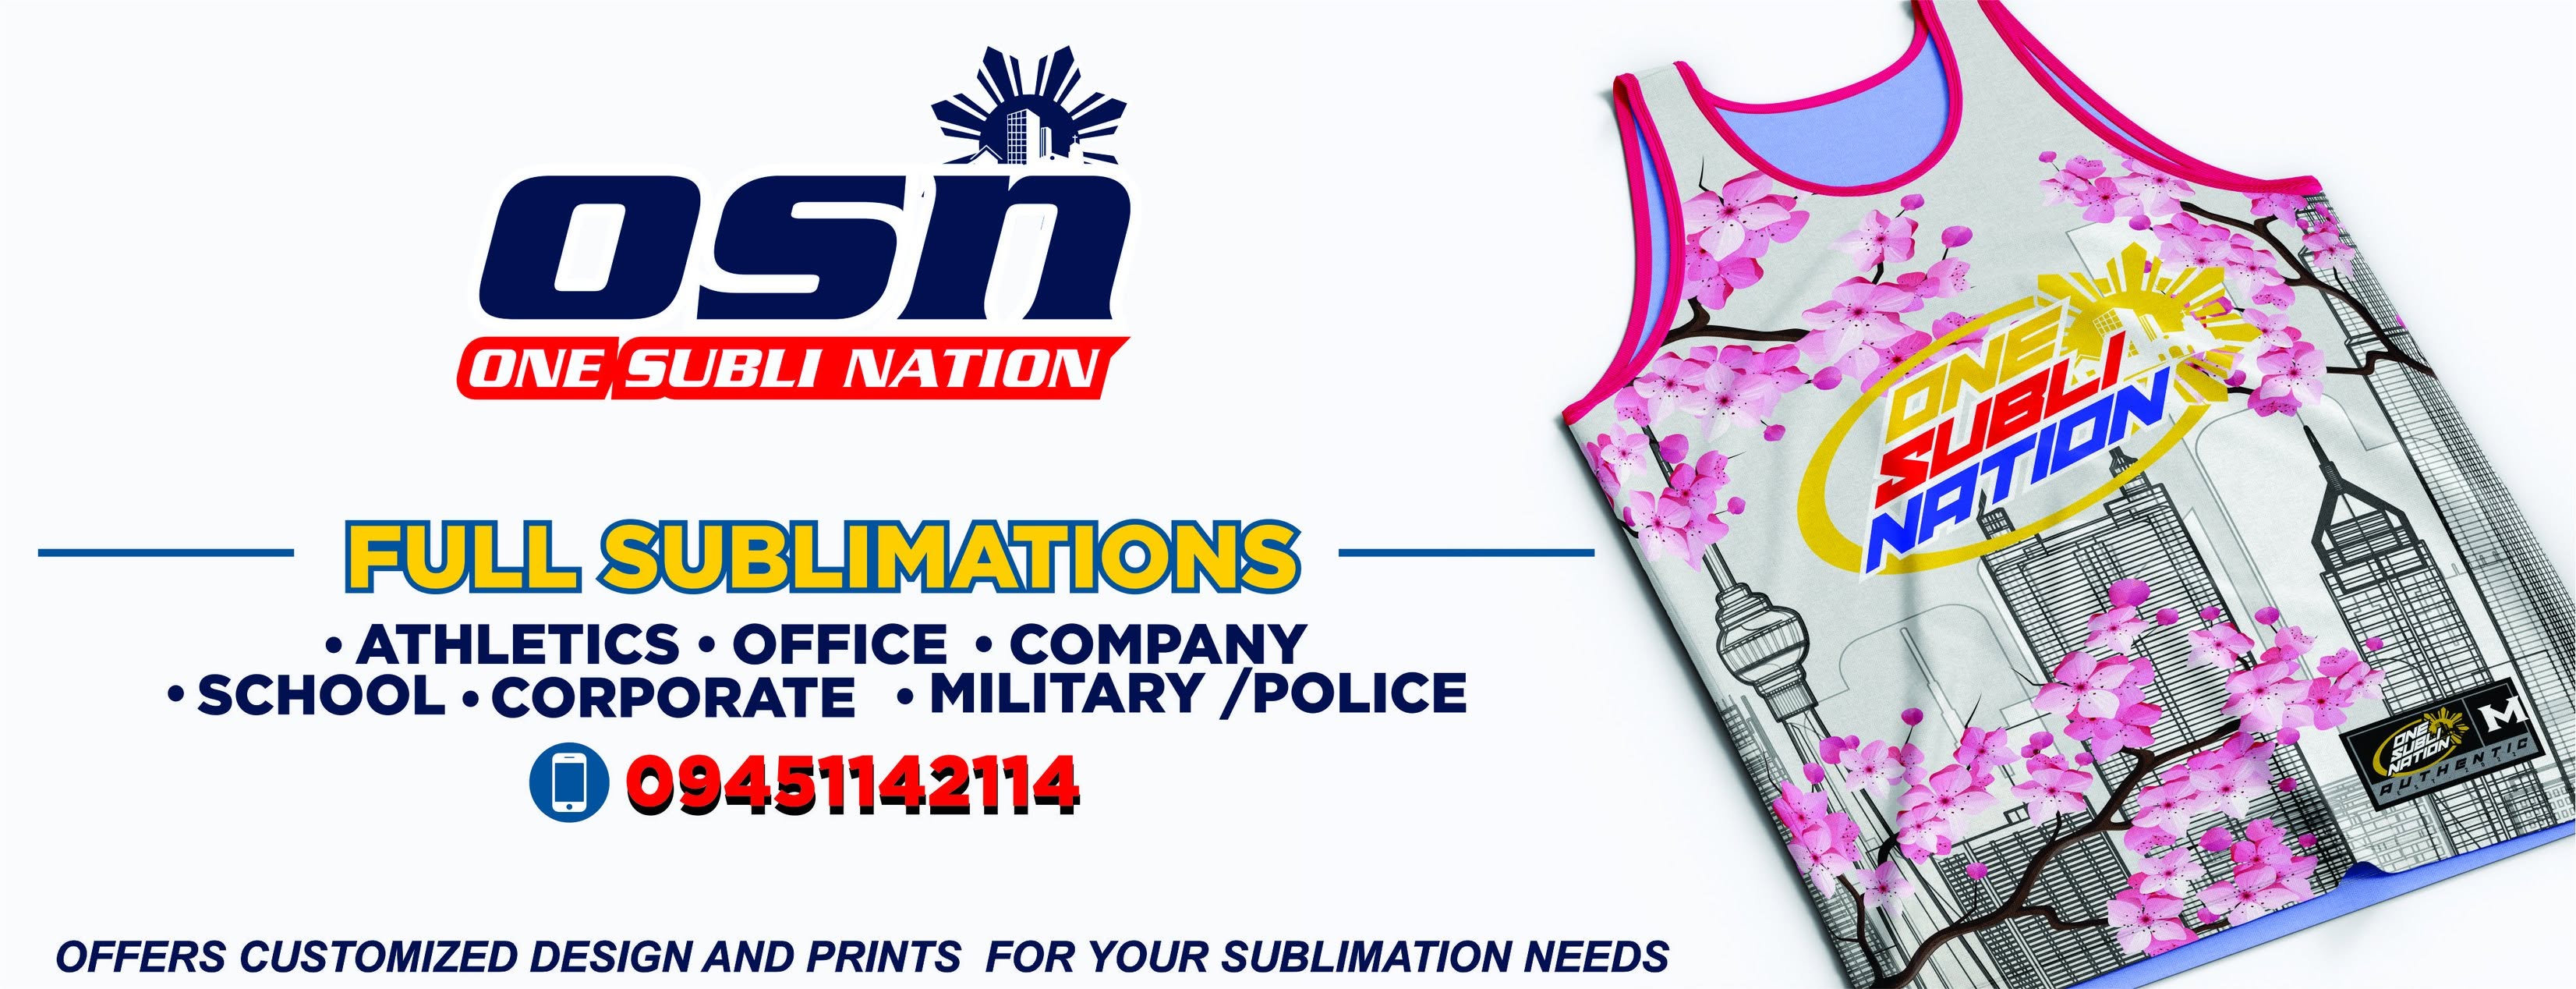 osn
ONE SUBLI NATION
FULL SUBLIMATIONS
• ATHLETICS • OFFICE • COMPANY
• SCHOOL • CORPORATE • MILITARY /POLICE
09451142114
OFFERS CUSTOMIZED DESIGN AND PRINTS FOR YOUR SUBLIMATION NEEDS
ONE
SUBLI
NATION
ONE
SUBLI
NATION
M
AUTHENTIC